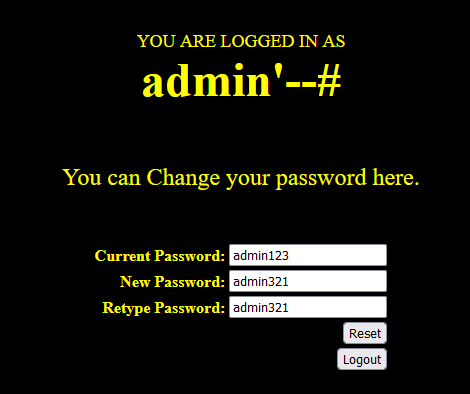 YOU ARE LOGGED IN AS
admin'--#
You can Change your password here.
Current Password: admin123
New Password: admin321
Retype Password: admin321
Reset
Logout